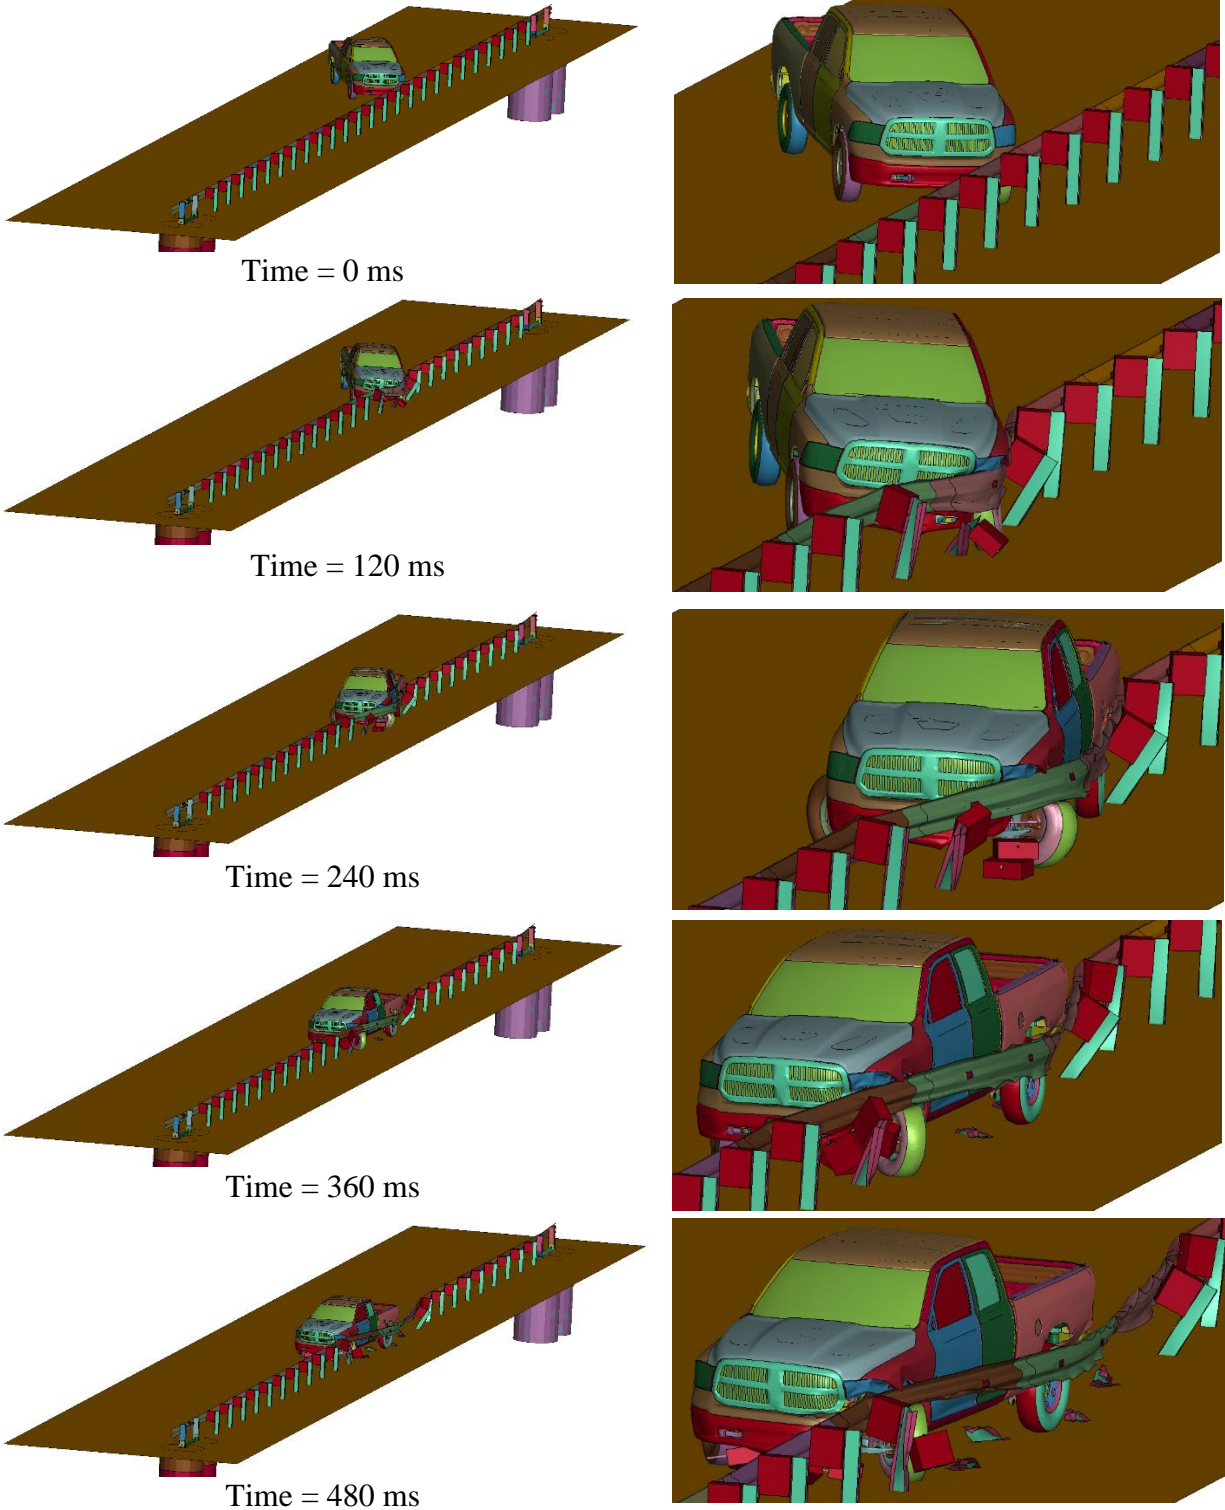 Time = 0 ms
Time = 120 ms
Time = 240 ms
Time = 360 ms
Time = 480 ms